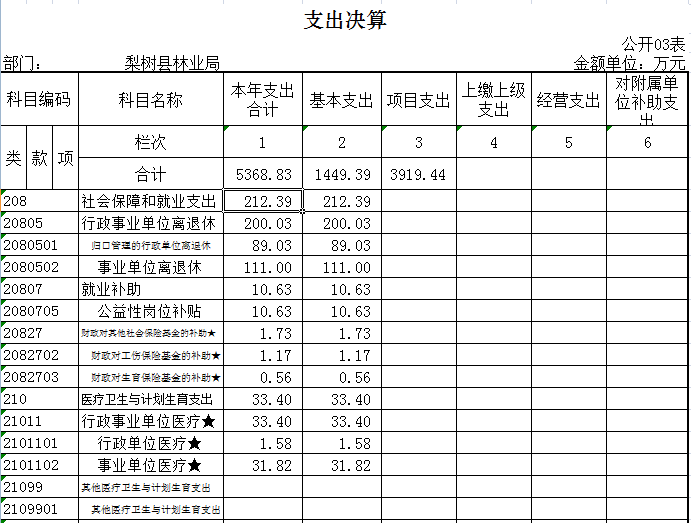 支出决算
公开03表
部门： 梨树县林业局 金额单位：万元
科目编码 科目名称 本年支出合计 基本支出 项目支出 上缴上级支出 经营支出 对附属单位补助支出
类 款 项 栏次 1 2 3 4 5 6
合计 5368.83 1449.39 3919.44
208 社会保障和就业支出 212.39 212.39
20805 行政事业单位离退休 200.03 200.03
2080501 归口管理的行政单位离退休 89.03 89.03
2080502 事业单位离退休 111.00 111.00
20807 就业补助 10.63 10.63
2080705 公益性岗位补贴 10.63 10.63
20827 财政对其他社会保险基金的补助★ 1.73 1.73
2082702 财政对工伤保险基金的补助★ 1.17 1.17
2082703 财政对生育保险基金的补助★ 0.56 0.56
210 医疗卫生与计划生育支出 33.40 33.40
21011 行政事业单位医疗★ 33.40 33.40
2101101 行政单位医疗★ 1.58 1.58
2101102 事业单位医疗★ 31.82 31.82
21099 其他医疗卫生与计划生育支出
2109901 其他医疗卫生与计划生育支出